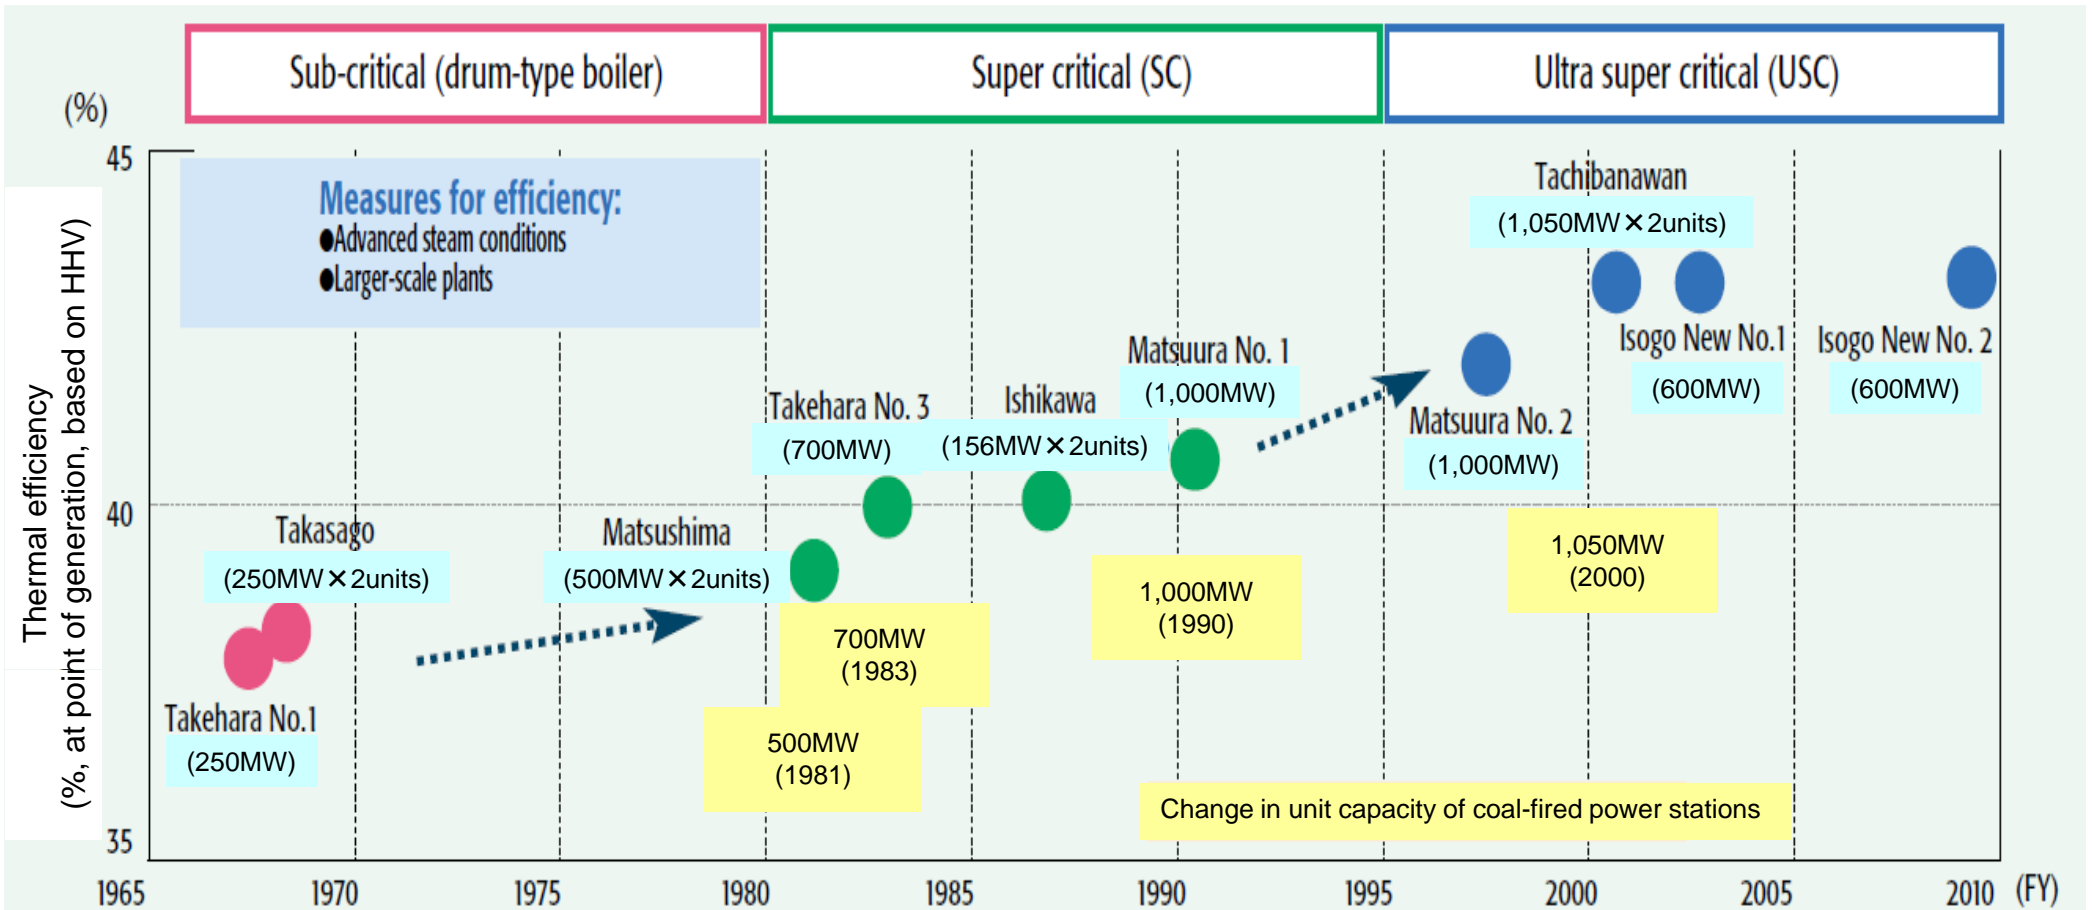 Sub-critical (drum-type boiler)
Super critical (SC)
Ultra super critical (USC)
(%)
45
40
35
Thermal efficiency
(%, at point of generation, based on HHV)
Measures for efficiency:
●Advanced steam conditions
●Larger-scale plants
Takasago
(250MW×2units)
Takehara No.1
(250MW)
Matsushima
(500MW×2units)
Takehara No. 3
(700MW)
Ishikawa
(156MW×2units)
Matsuura No. 1
(1,000MW)
Matsuura No. 2
(1,000MW)
Tachibanawan
(1,050MW×2units)
Isogo New No.1
(600MW)
Isogo New No. 2
(600MW)
500MW
(1981)
700MW
(1983)
1,000MW
(1990)
1,050MW
(2000)
Change in unit capacity of coal-fired power stations
1965 1970 1975 1980 1985 1990 1995 2000 2005 2010 (FY)